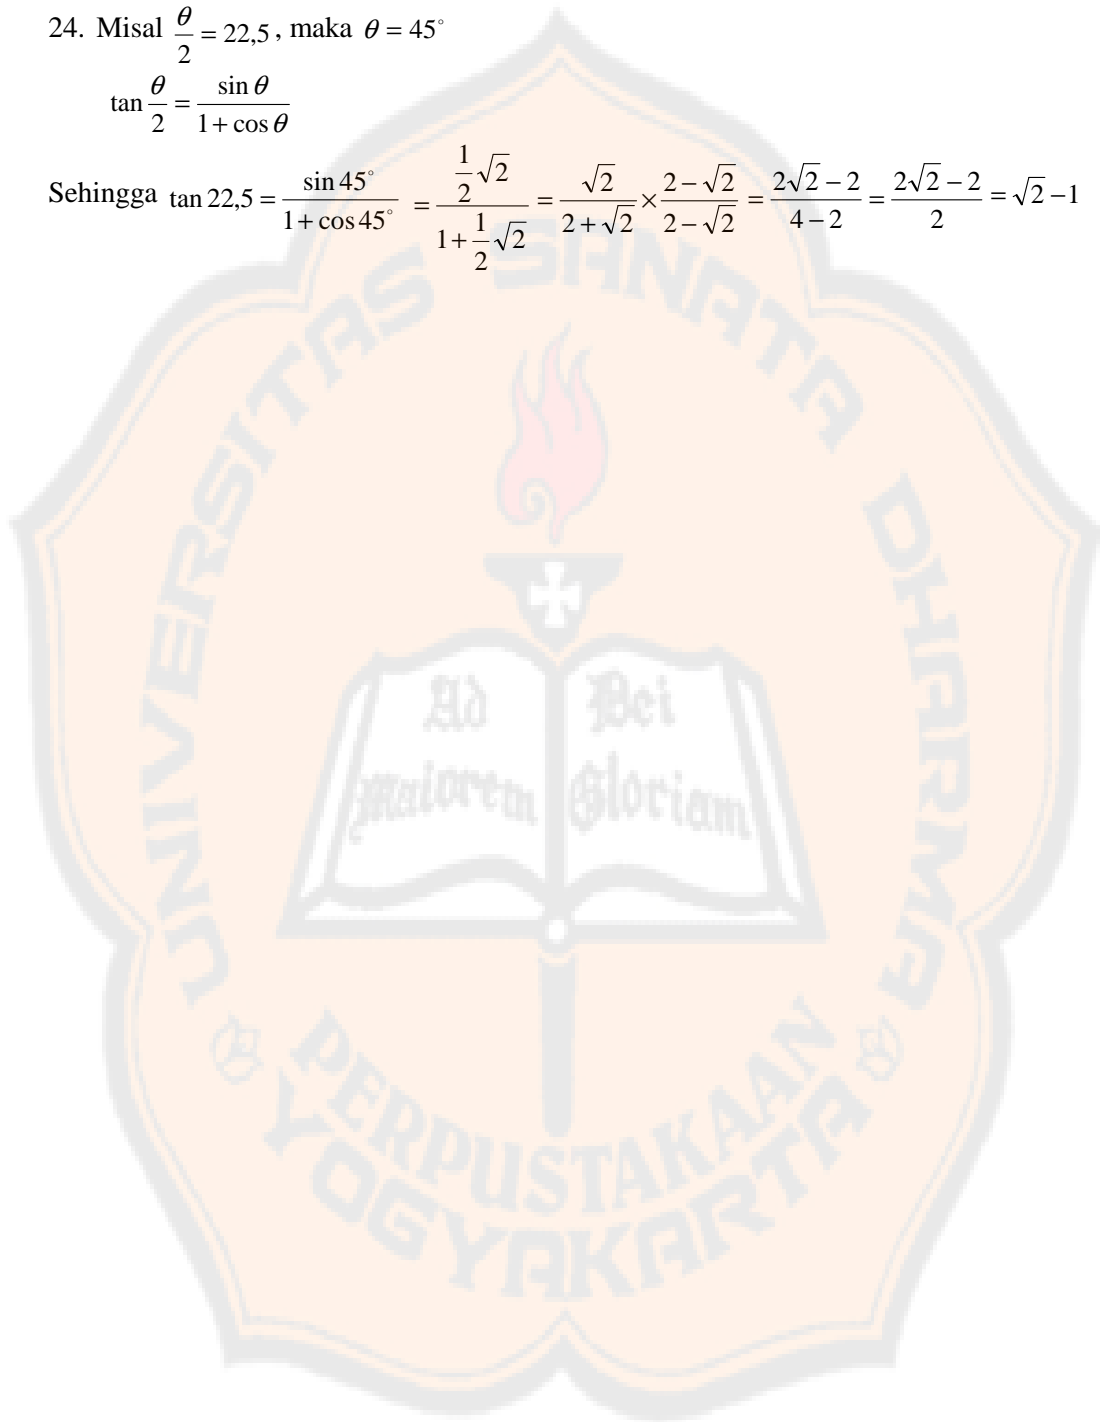 24. Misal θ/2 = 22,5 , maka θ = 45°
tan θ/2 = sin θ / (1 + cos θ)
Sehingga tan 22,5 = sin 45° / (1 + cos 45°) = (1/2 √2) / (1 + 1/2 √2) = √2 / (2 + √2) × (2 − √2) / (2 − √2) = (2√2 − 2) / (4 − 2) = (2√2 − 2) / 2 = √2 − 1
UNIVERSITAS SANATA DHARMA
Ad Dei
Maiorem Gloriam
PERPUSTAKAAN
YOGYAKARTA